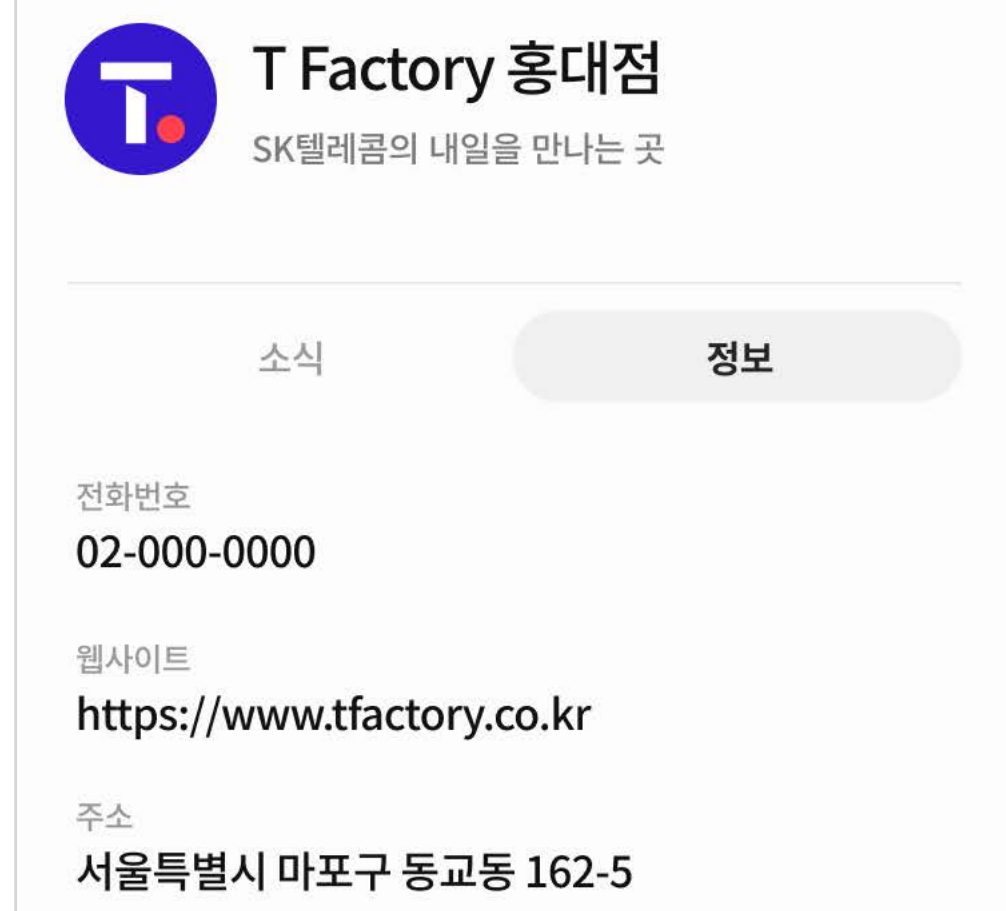 T.
T Factory 홍대점
SK텔레콤의 내일을 만나는 곳
소식
정보
전화번호
02-000-0000
웹사이트
https://www.tfactory.co.kr
주소
서울특별시 마포구 동교동 162-5